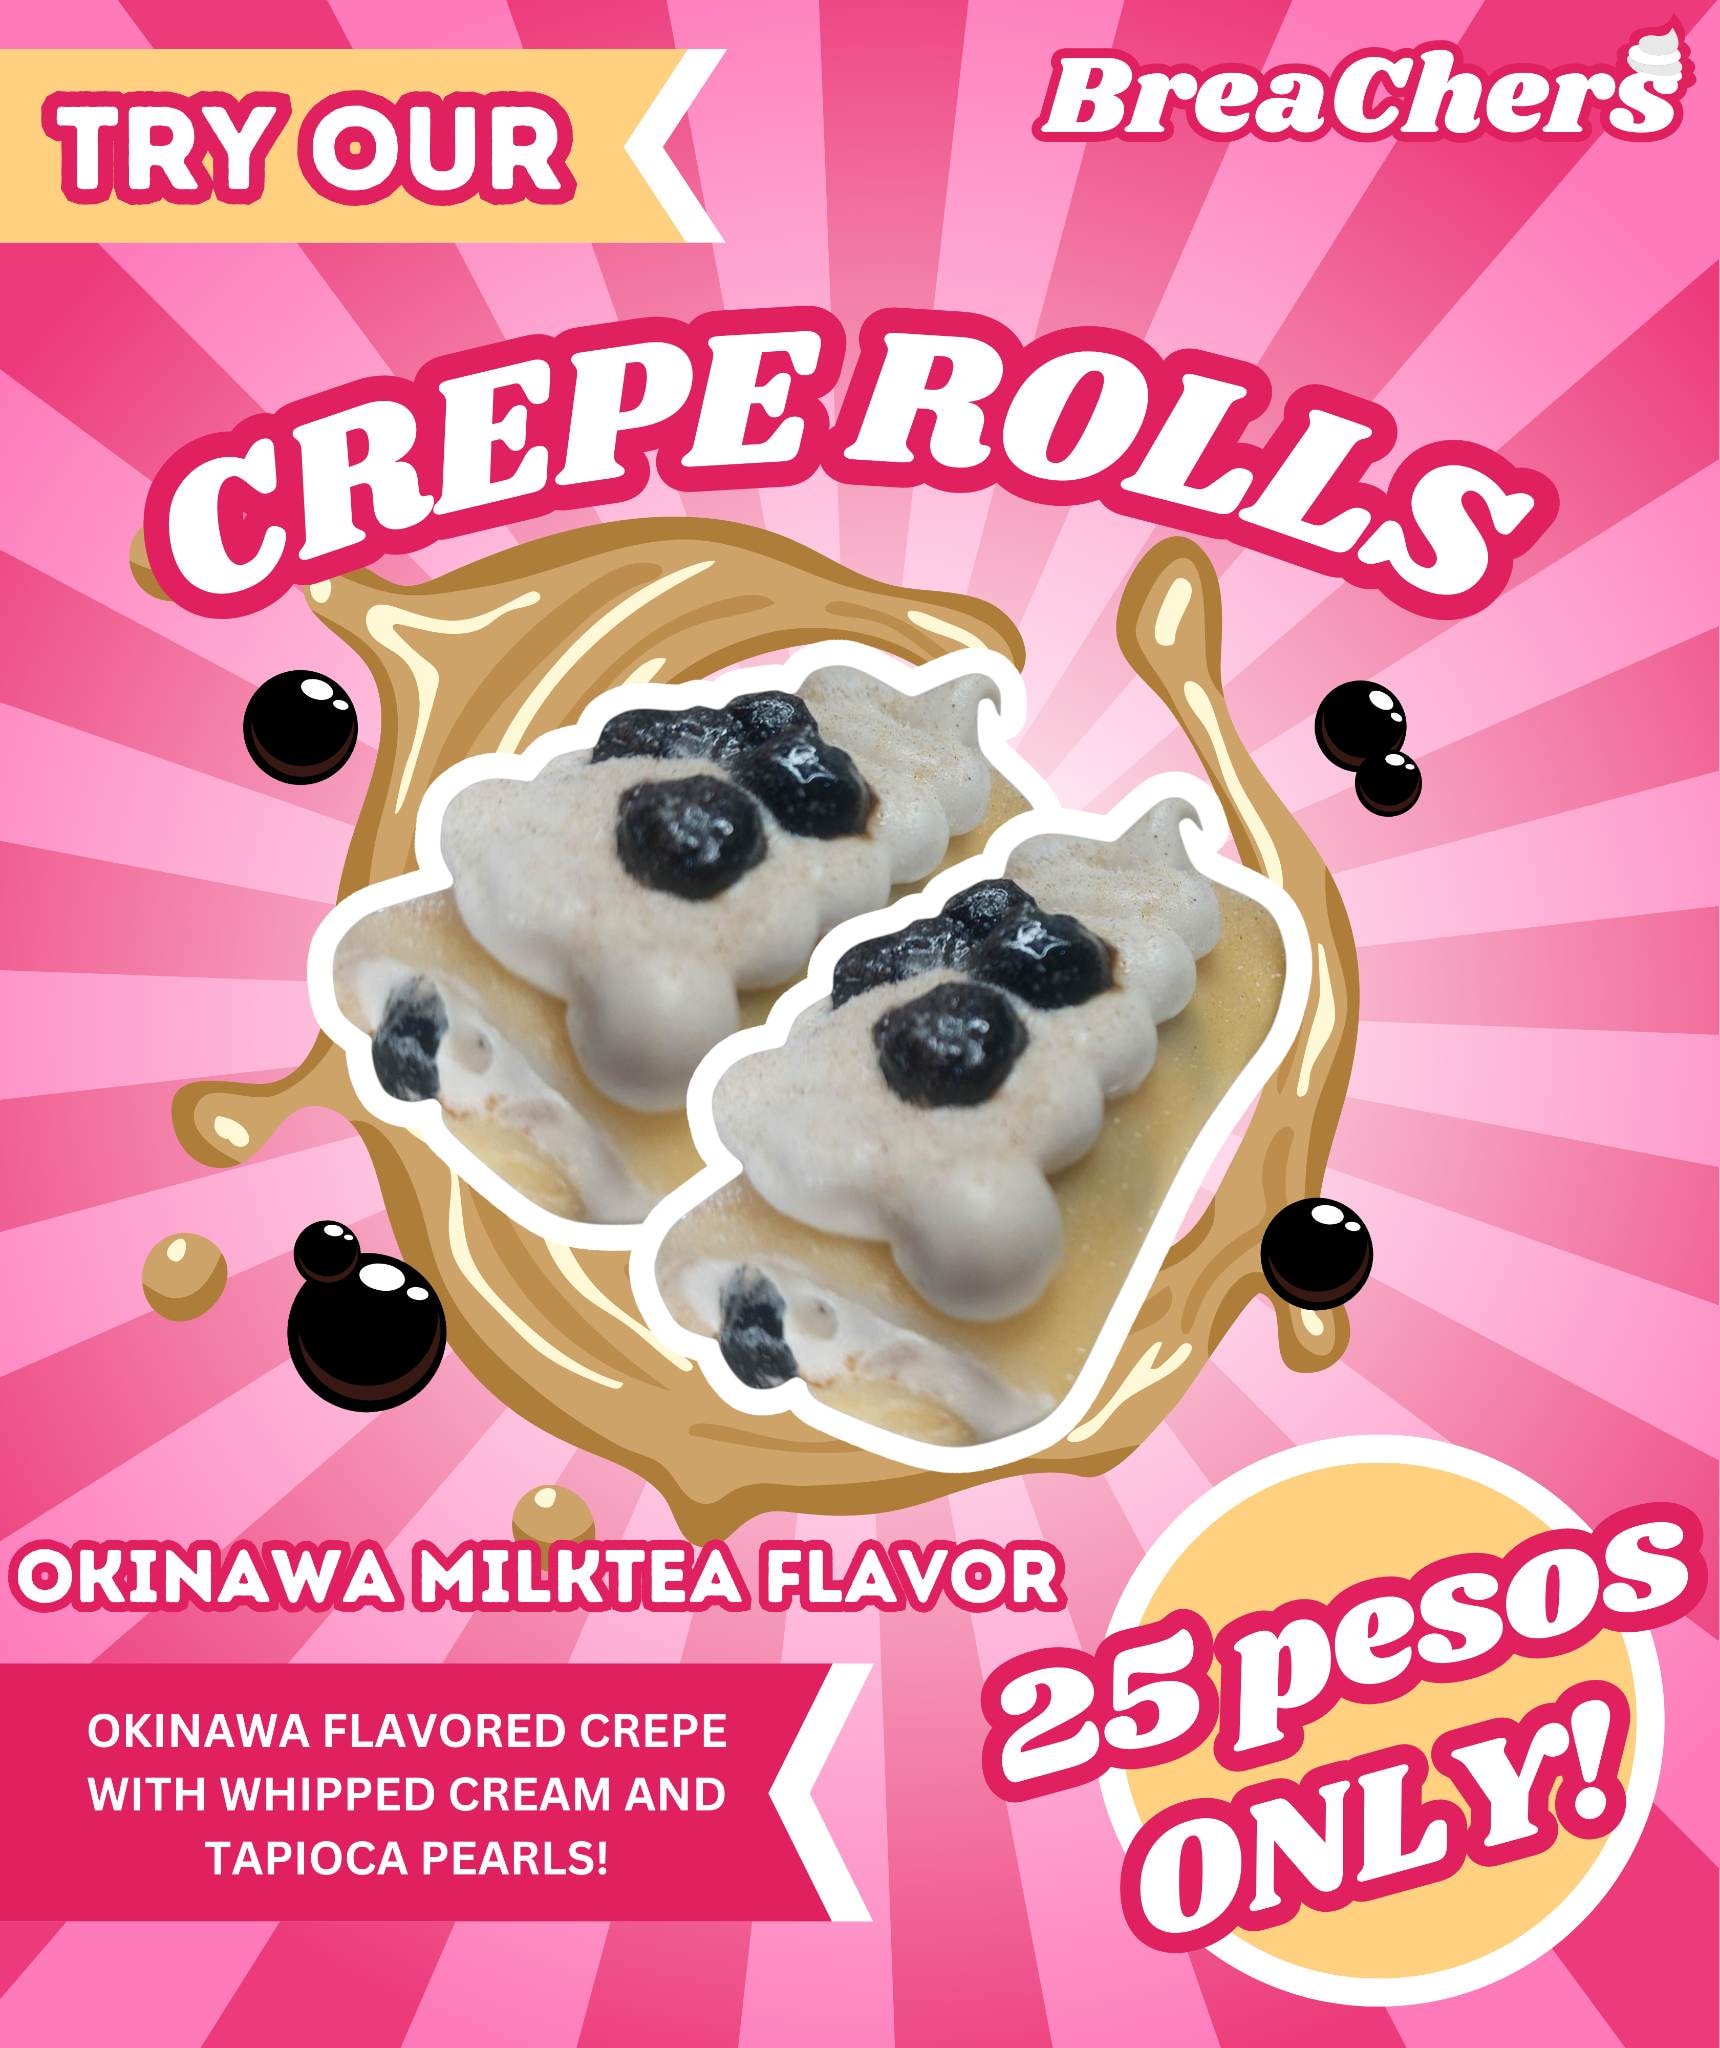 TRY OUR
BreaChers
CREPE ROLLS
OKINAWA MILKTEA FLAVOR
25 pesos
ONLY!
OKINAWA FLAVORED CREPE
WITH WHIPPED CREAM AND
TAPIOCA PEARLS!